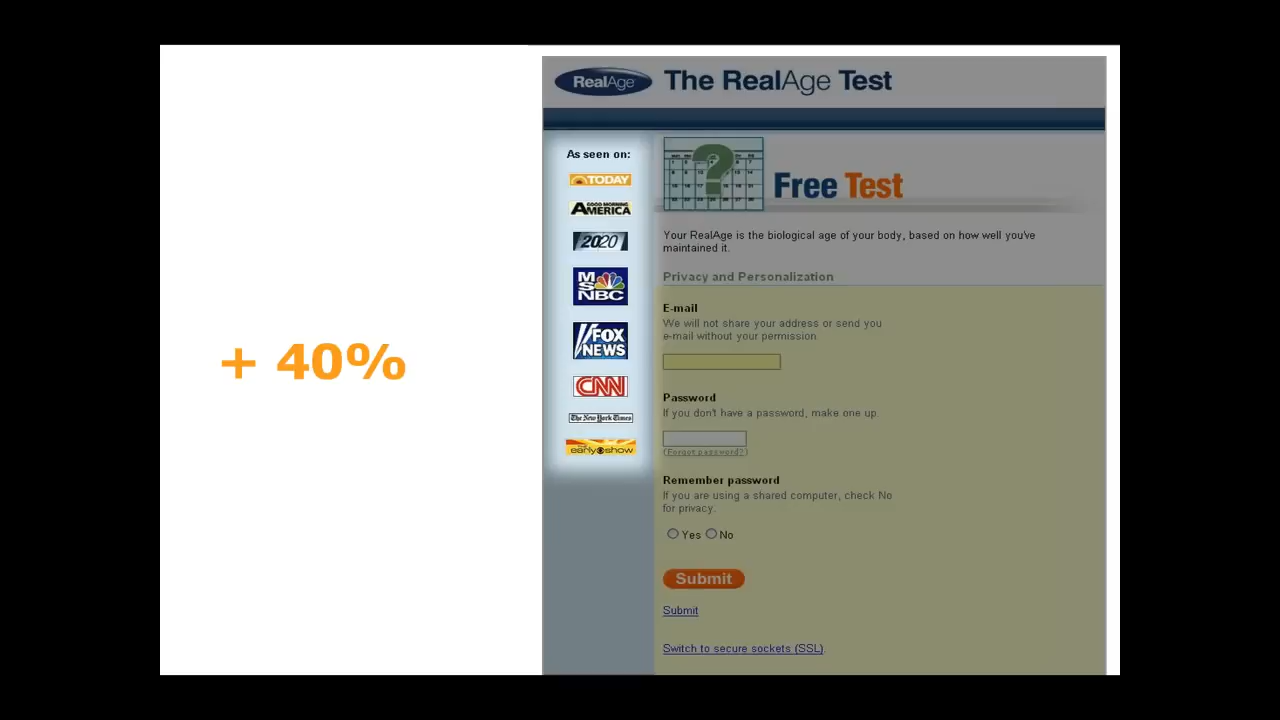 + 40%
RealAge
The RealAge Test
As seen on:
TODAY
GOOD MORNING
AMERICA
2020
MSNBC
FOX
NEWS
CNN
The New York Times
THE early show
?
Free Test
Your RealAge is the biological age of your body, based on how well you've
maintained it.
Privacy and Personalization
E-mail
We will not share your address or send you
e-mail without your permission
Password
If you don't have a password, make one up.
(Forgot password?)
Remember password
If you are using a shared computer, check No
for privacy.
Yes No
Submit
Submit
Switch to secure sockets (SSL).